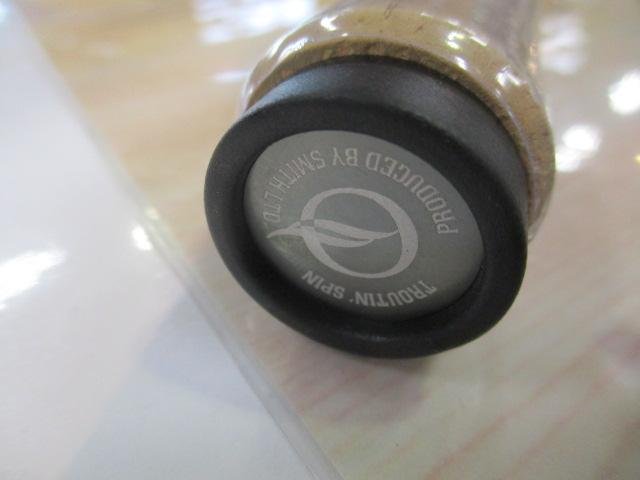 PRODUCED BY SMITH LTD
TROUTIN' SPIN